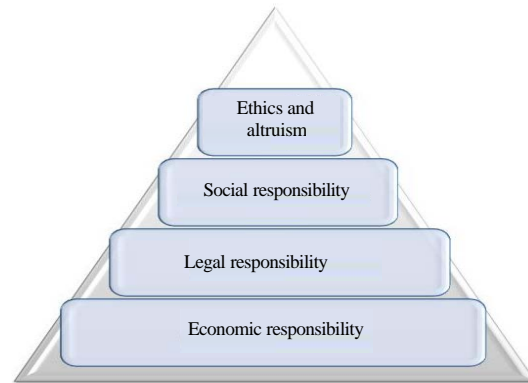 Ethics and
altruism
Social responsibility
Legal responsibility
Economic responsibility